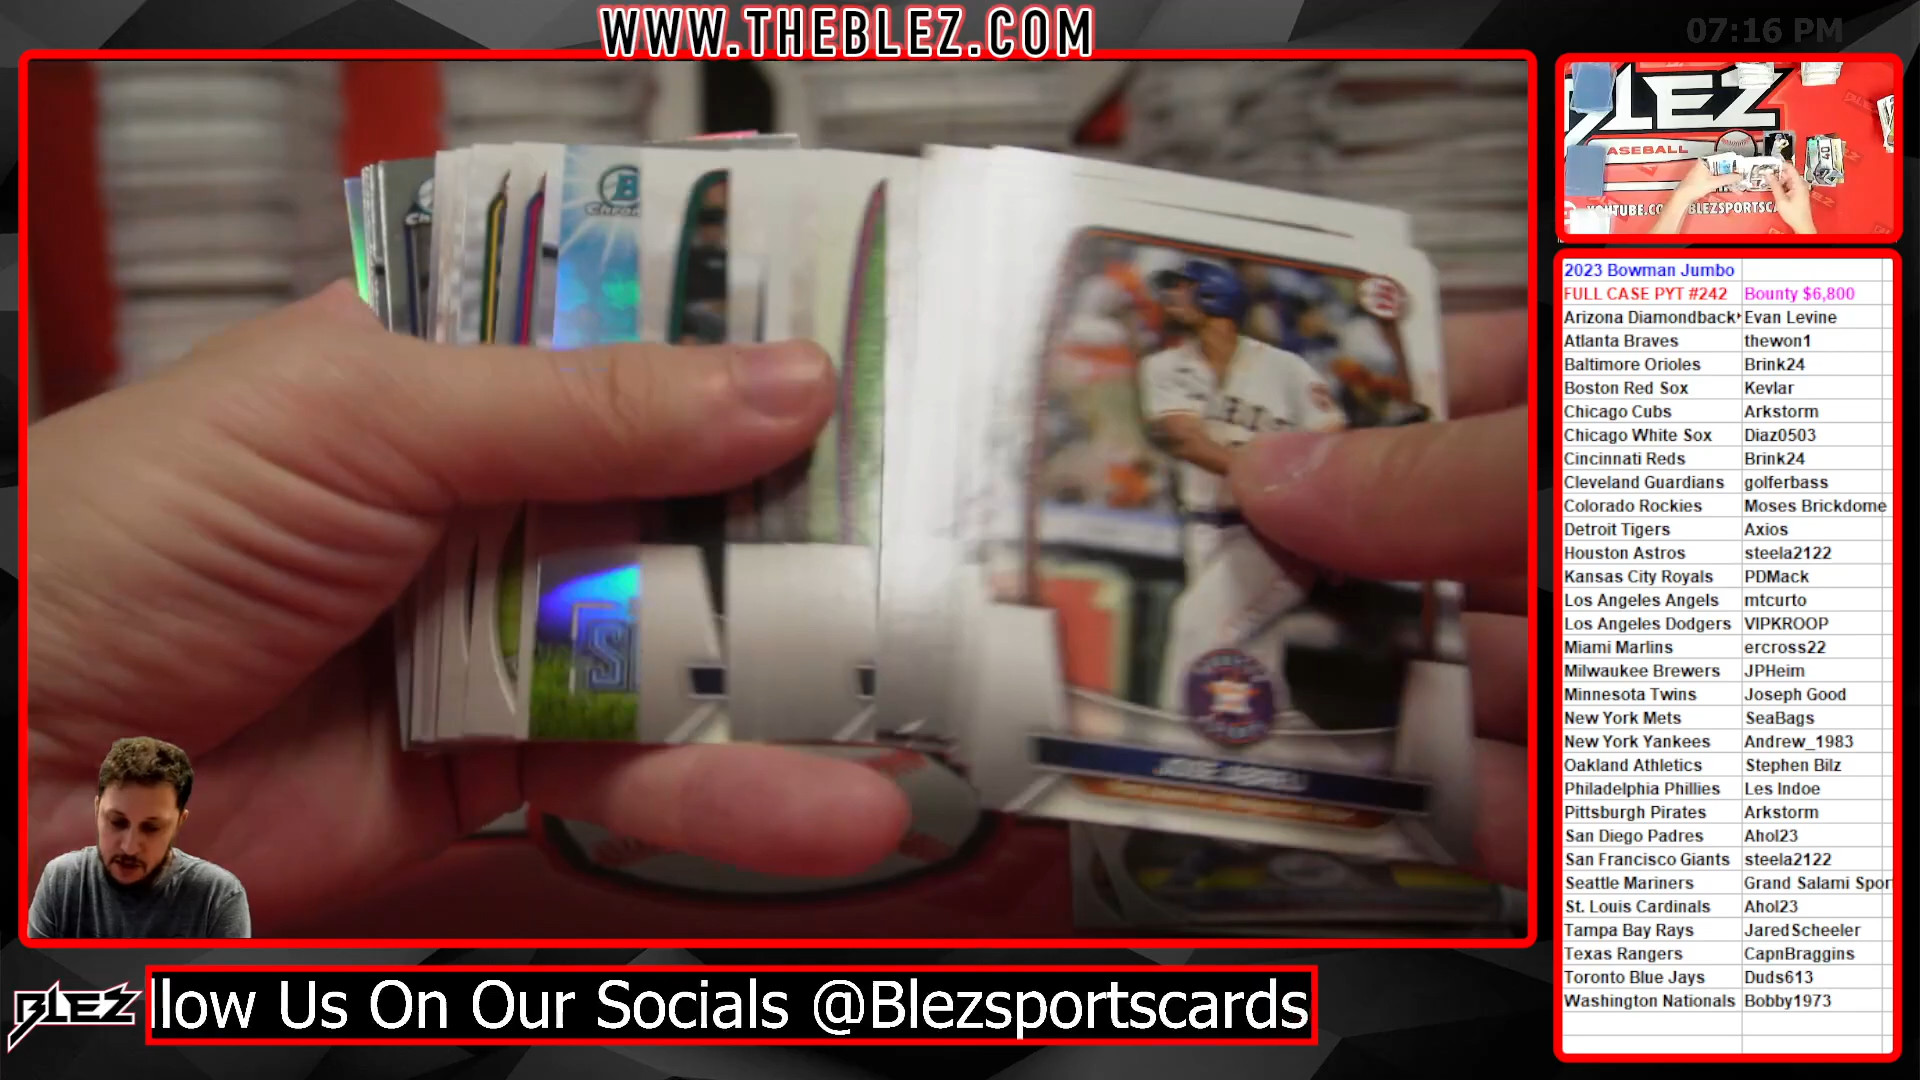 WWW.THEBLEZ.COM
07:16 PM
BLEZ
BASEBALL
2023 Bowman Jumbo
FULL CASE PYT #242 Bounty $6,800
Arizona Diamondback Evan Levine
Atlanta Braves thewon1
Baltimore Orioles Brink24
Boston Red Sox Kevlar
Chicago Cubs Arkstorm
Chicago White Sox Diaz0503
Cincinnati Reds Brink24
Cleveland Guardians golferbass
Colorado Rockies Moses Brickdome
Detroit Tigers Axios
Houston Astros steela2122
Kansas City Royals PDMack
Los Angeles Angels mtcurto
Los Angeles Dodgers VIPKROOP
Miami Marlins ercross22
Milwaukee Brewers JPHeim
Minnesota Twins Joseph Good
New York Mets SeaBags
New York Yankees Andrew_1983
Oakland Athletics Stephen Bilz
Philadelphia Phillies Les Indoe
Pittsburgh Pirates Arkstorm
San Diego Padres Ahol23
San Francisco Giants steela2122
Seattle Mariners Grand Salami Spor
St. Louis Cardinals Ahol23
Tampa Bay Rays JaredScheeler
Texas Rangers CapnBraggins
Toronto Blue Jays Duds613
Washington Nationals Bobby1973
JOSE ABREU
BLEZ
llow Us On Our Socials @Blezsportscards